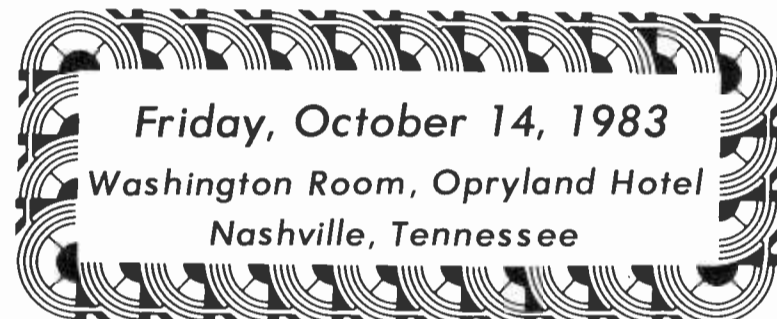 Friday, October 14, 1983
Washington Room, Opryland Hotel
Nashville, Tennessee